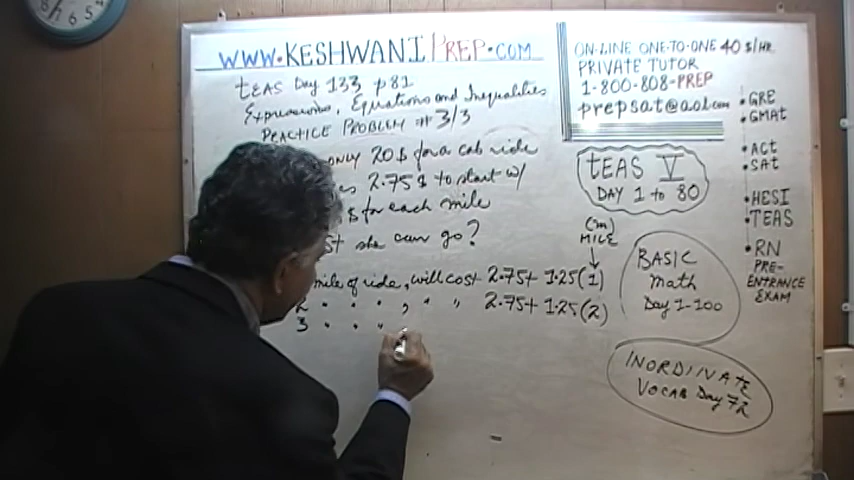 WWW.KESHWANIPREP.COM
TEAS Day 133 p81
Expressions, Equations and Inequalities
PRACTICE PROBLEM # 3/3
ONLY 20$ for a cab ride
2.75$ to start w/
$ for each mile
she can go?
mile of ride, will cost 2.75+ 1.25(1)
2 " " " , " " 2.75+ 1.25(2)
3 " " "
(m)
MILE
ON-LINE ONE-TO-ONE 40 $/HR
PRIVATE TUTOR
1-800-808-PREP
prepsat@aol.com
TEAS V
DAY 1 to 80
BASIC
Math
Day 1-100
INORDINATE
VOCAB Day 72
• GRE
• GMAT
• ACT
• SAT
• HESI
• TEAS
• RN
PRE-
ENTRANCE
EXAM